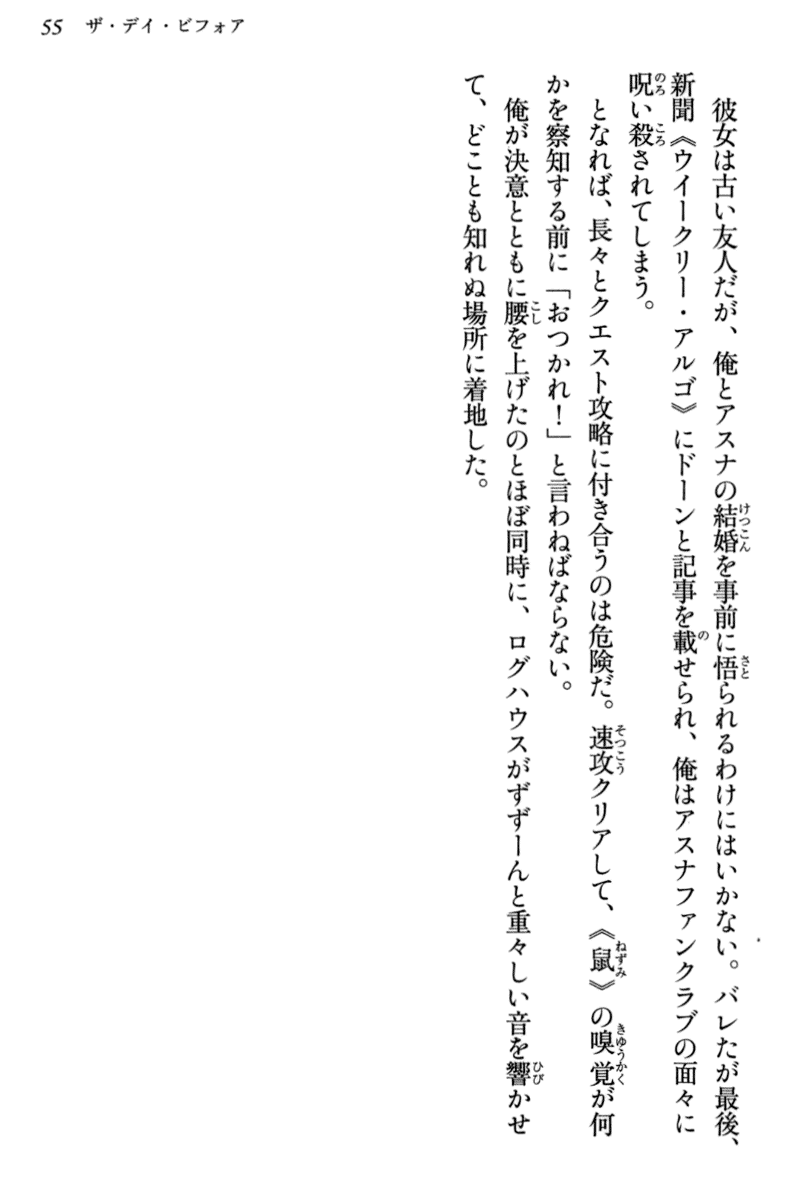 55 ザ・デイ・ビフォア
彼女は古い友人だが、俺とアスナの結婚を事前に悟られるわけにはいかない。バレたが最後、
新聞《ウイークリー・アルゴ》にドーンと記事を載せられ、俺はアスナファンクラブの面々に
呪い殺されてしまう。
となれば、長々とクエスト攻略に付き合うのは危険だ。速攻クリアして、《鼠》の嗅覚が何
かを察知する前に「おつかれ！」と言わねばならない。
俺が決意とともに腰を上げたのとほぼ同時に、ログハウスがずずーんと重々しい音を響かせ
て、どことも知れぬ場所に着地した。